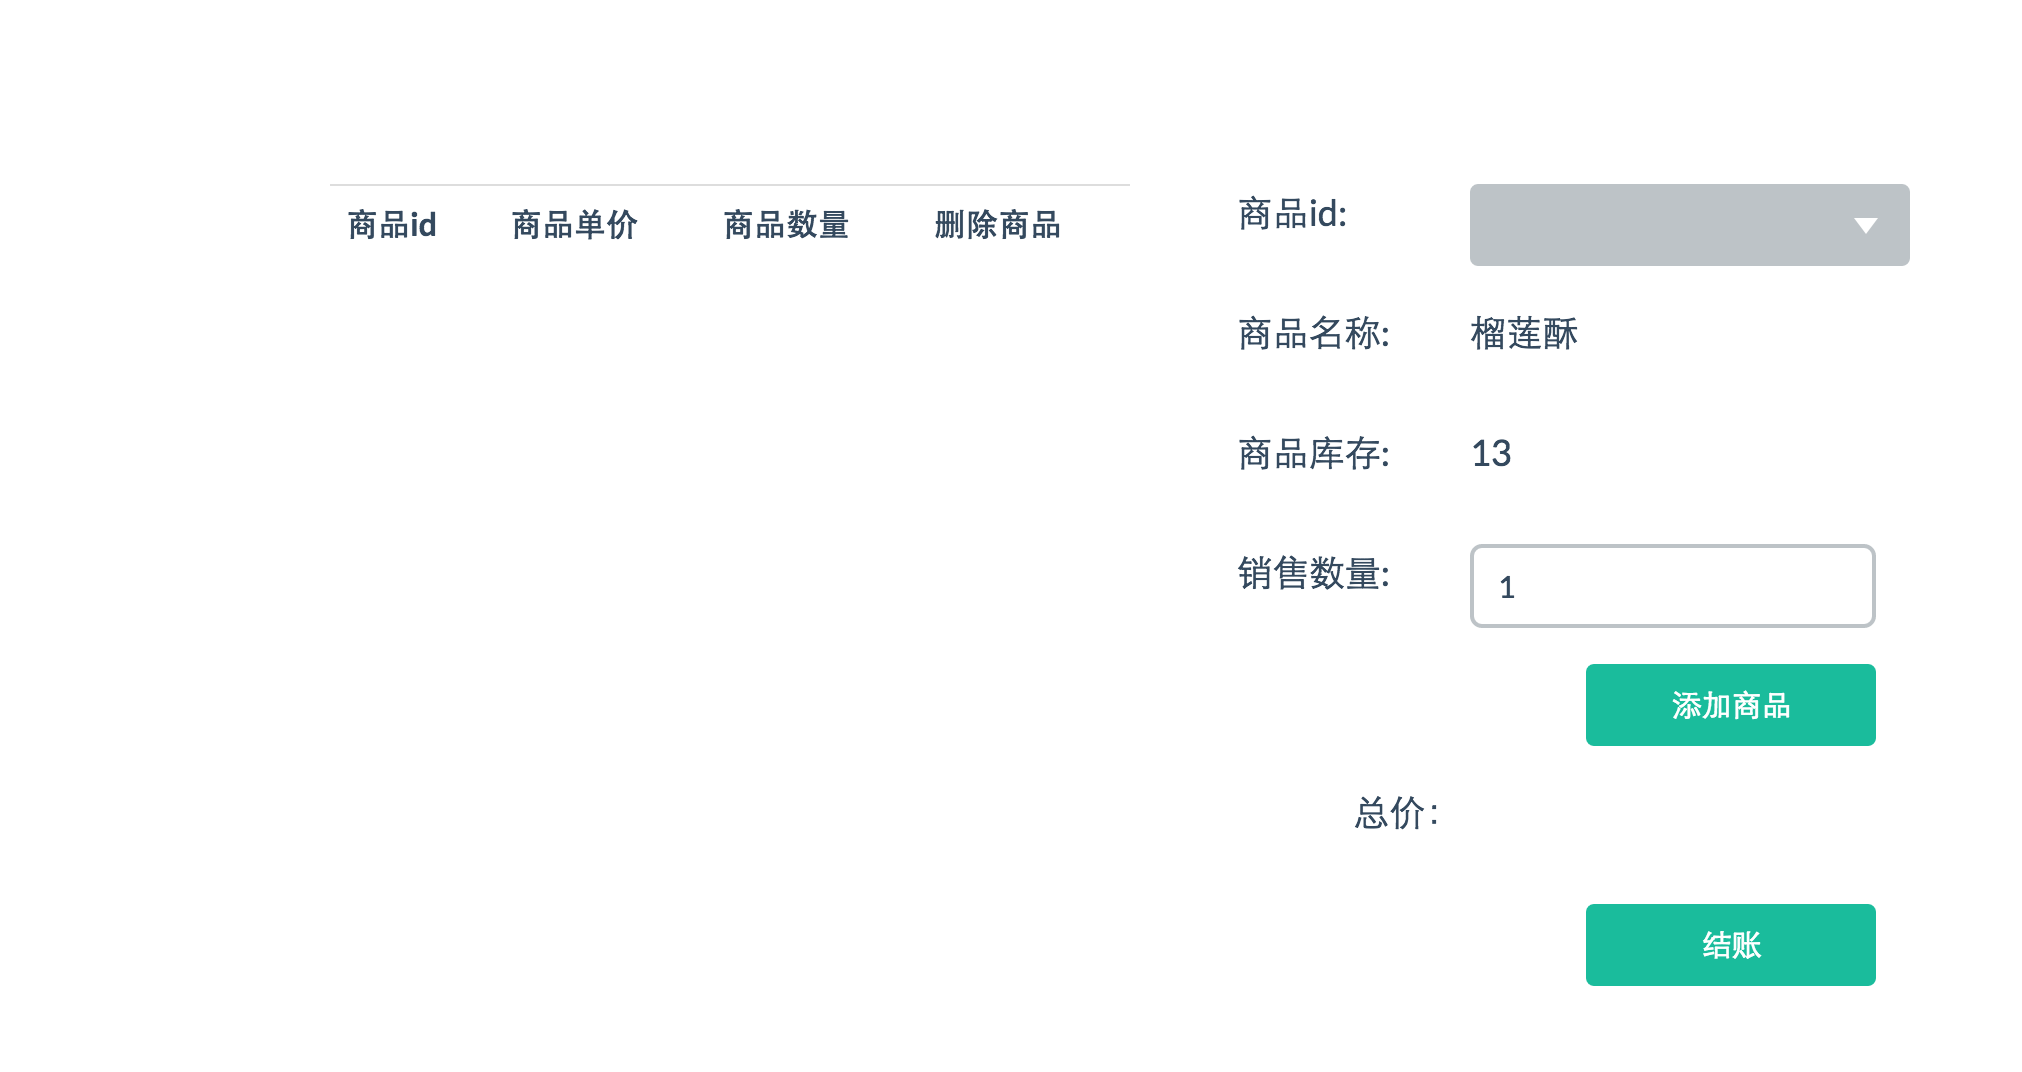 商品id 商品单价 商品数量 删除商品
商品id:
商品名称: 榴莲酥
商品库存: 13
销售数量: 1
添加商品
总价：
结账